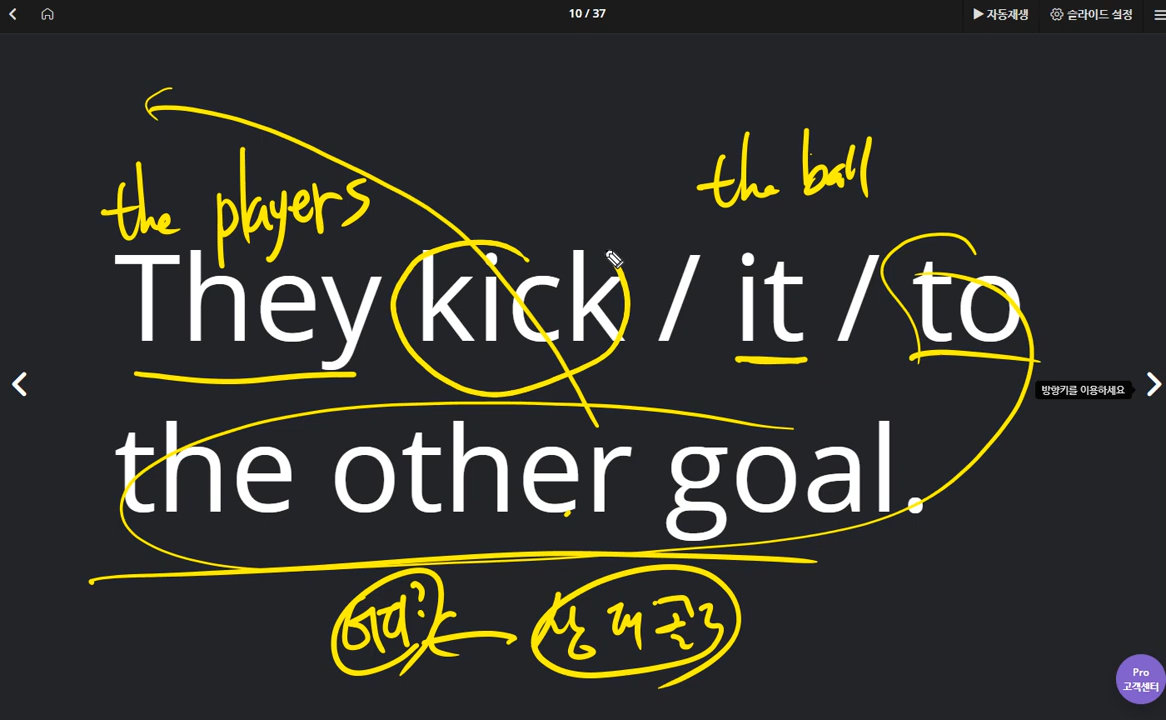 10 / 37
▶ 자동재생
슬라이드 설정
the players
the ball
They kick / it / to
방향키를 이용하세요
the other goal.
어디?
상대골
Pro
고객센터